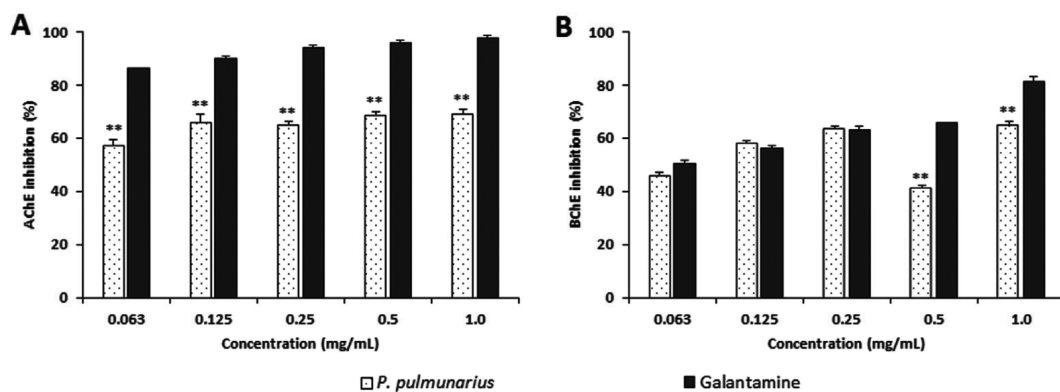 A
AChE inhibition (%)
100
80
60
40
20
0
**
**
**
**
**
0.063 0.125 0.25 0.5 1.0
Concentration (mg/mL)
B
BChE inhibition (%)
100
80
60
40
20
0
**
**
0.063 0.125 0.25 0.5 1.0
Concentration (mg/mL)
P. pulmunarius
Galantamine